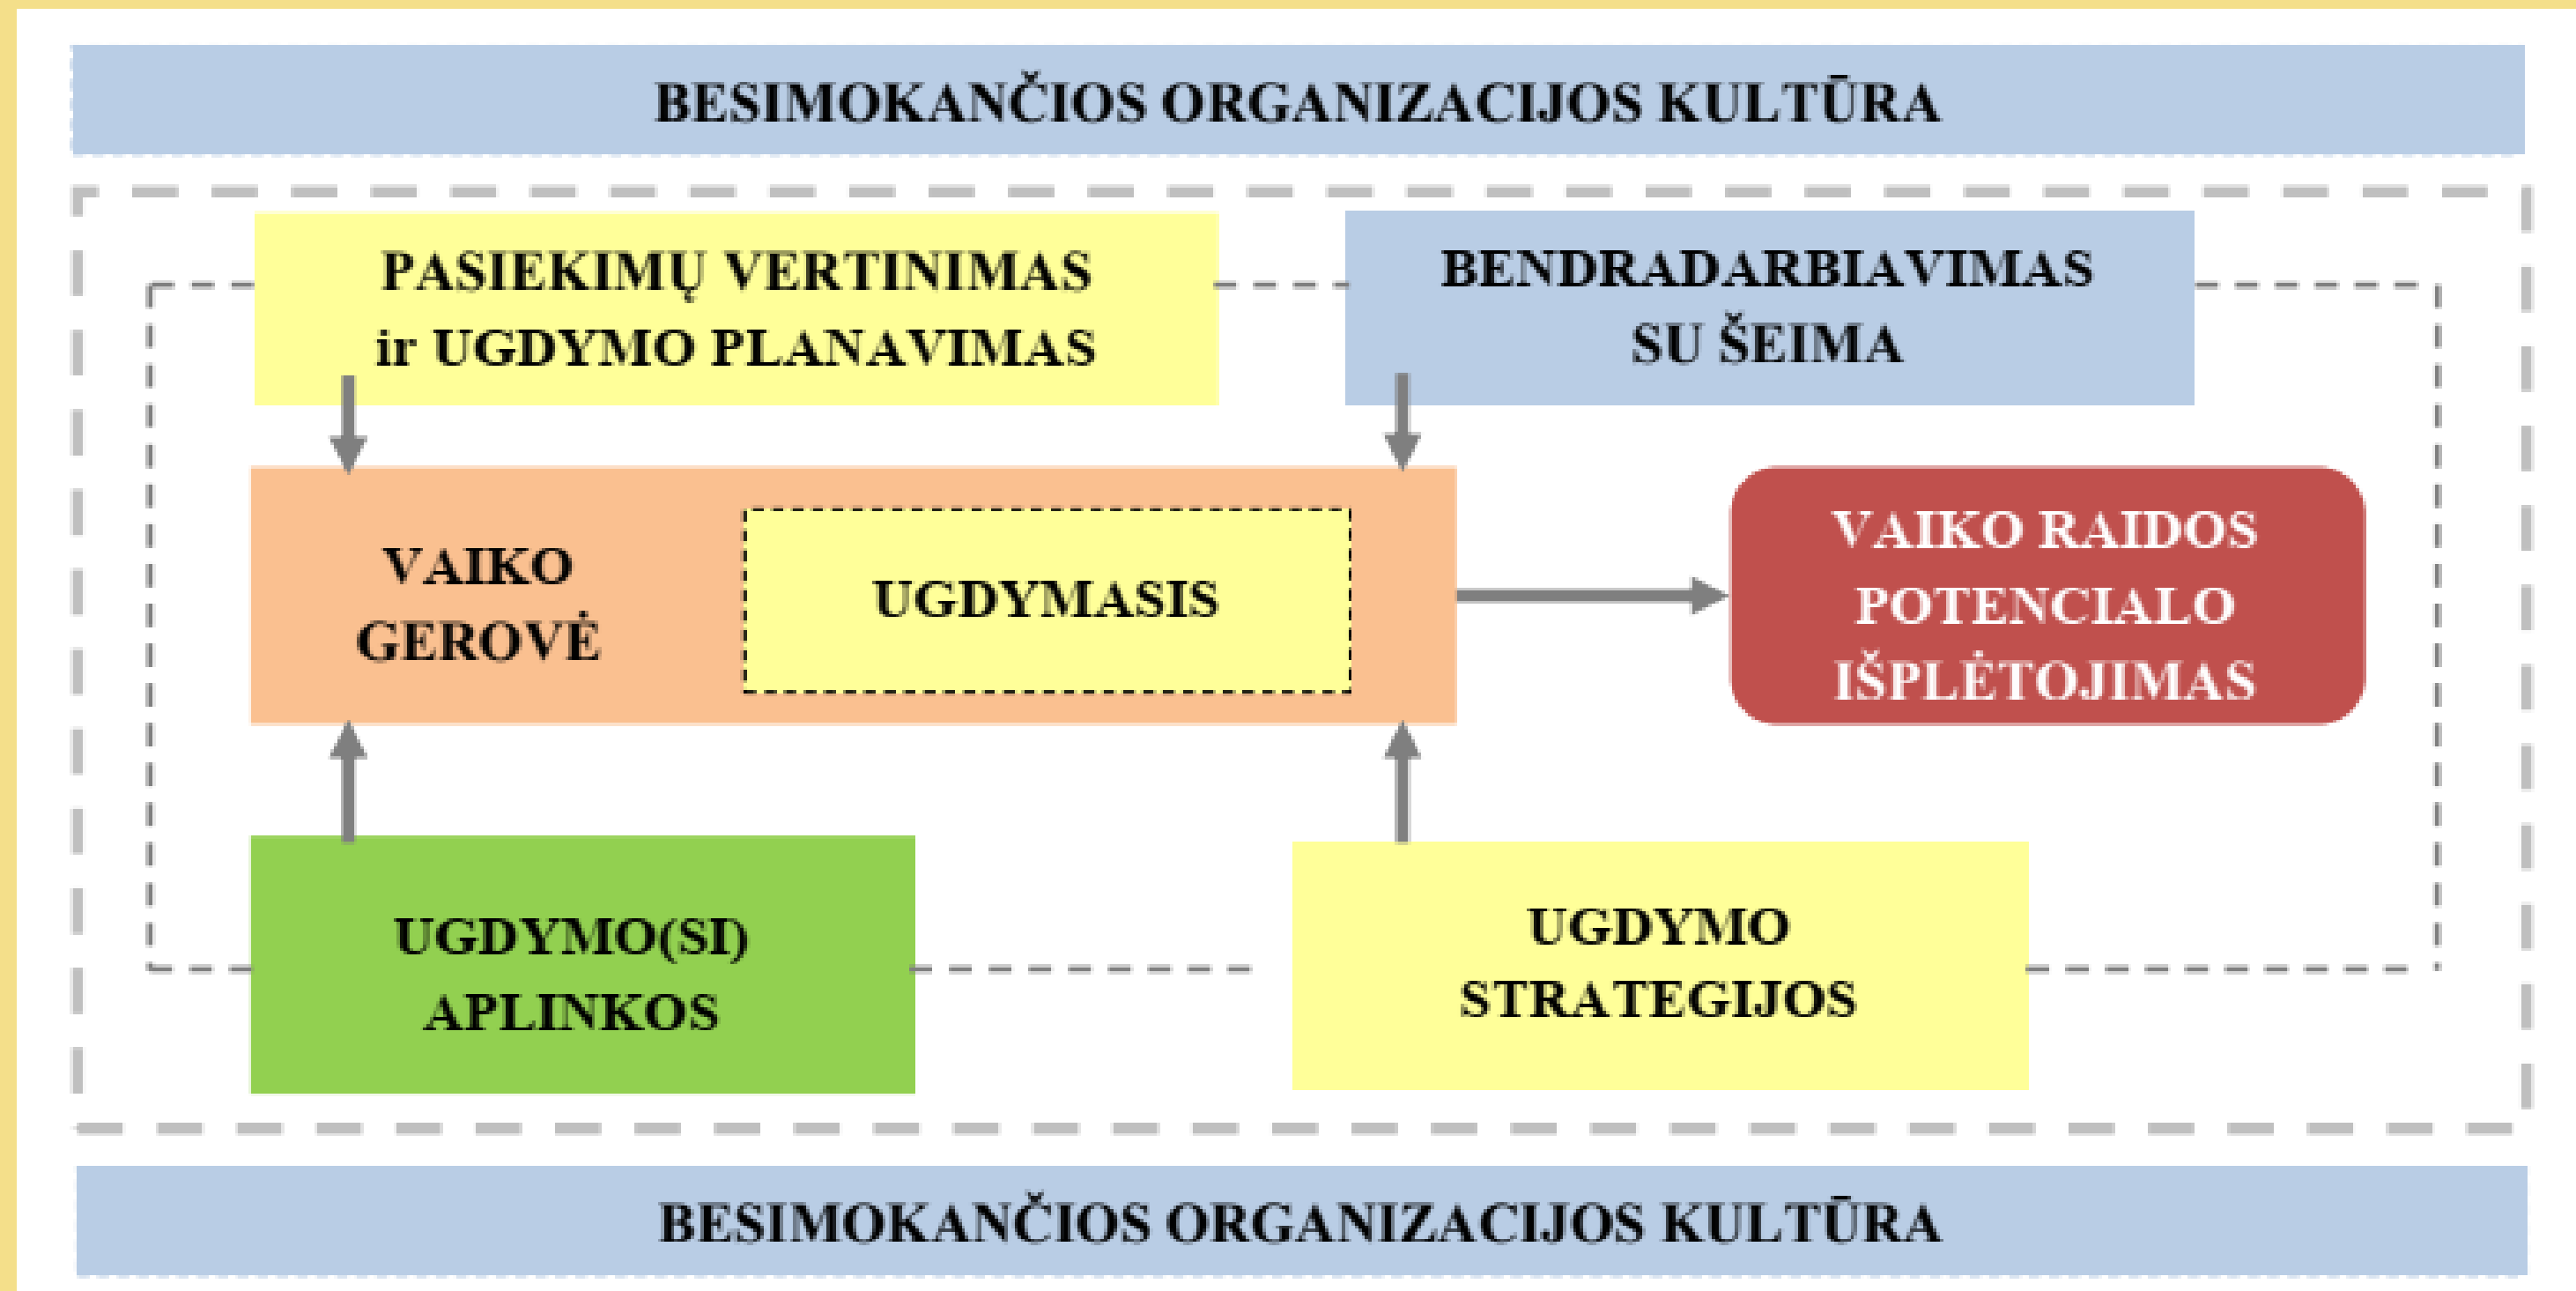 BESIMOKANČIOS ORGANIZACIJOS KULTŪRA
PASIEKIMŲ VERTINIMAS
ir UGDYMO PLANAVIMAS
BENDRADARBIAVIMAS
SU ŠEIMA
VAIKO
GEROVĖ
UGDYMASIS
VAIKO RAIDOS
POTENCIALO
IŠPLĖTOJIMAS
UGDYMO(SI)
APLINKOS
UGDYMO
STRATEGIJOS
BESIMOKANČIOS ORGANIZACIJOS KULTŪRA